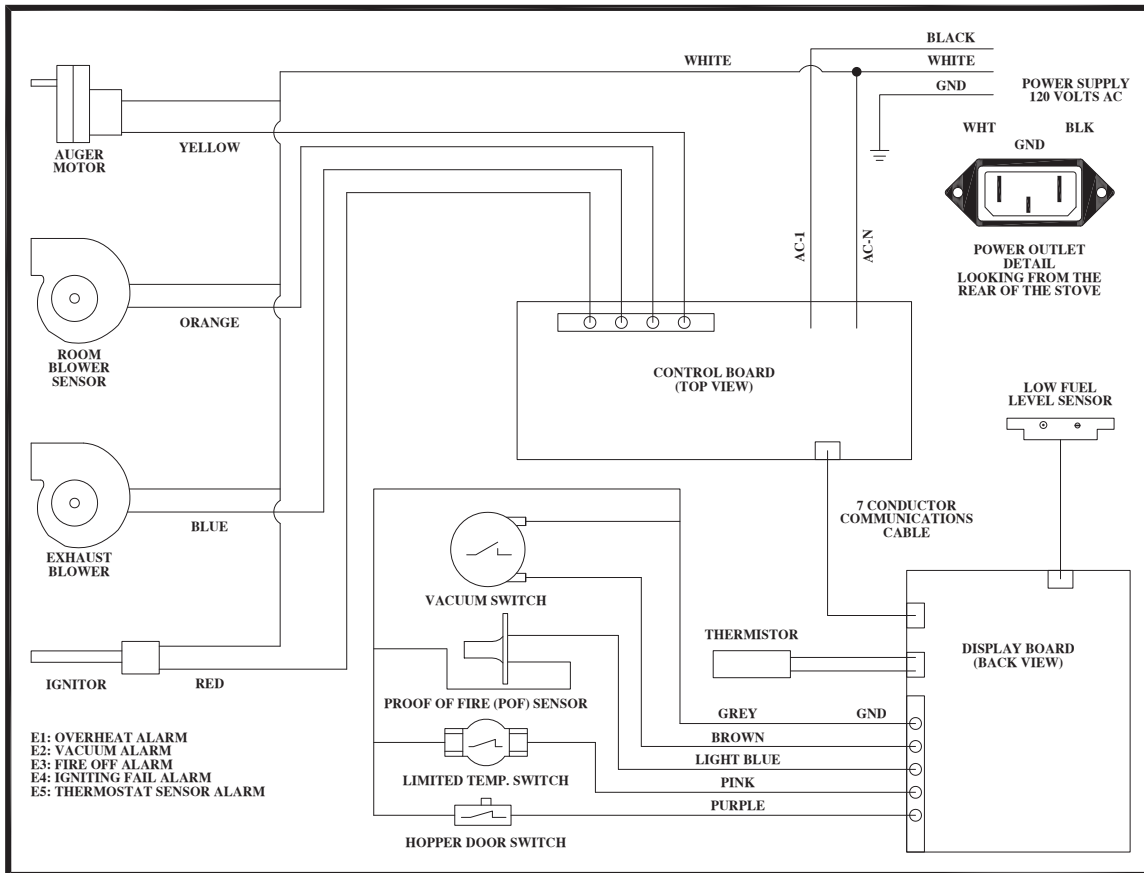 BLACK
WHITE
WHITE
GND
POWER SUPPLY
120 VOLTS AC
WHT
BLK
GND
AUGER
MOTOR
YELLOW
AC-1
AC-N
POWER OUTLET
DETAIL
LOOKING FROM THE
REAR OF THE STOVE
ORANGE
ROOM
BLOWER
SENSOR
CONTROL BOARD
(TOP VIEW)
LOW FUEL
LEVEL SENSOR
BLUE
EXHAUST
BLOWER
7 CONDUCTOR
COMMUNICATIONS
CABLE
VACUUM SWITCH
THERMISTOR
DISPLAY BOARD
(BACK VIEW)
IGNITOR
RED
PROOF OF FIRE (POF) SENSOR
GREY
GND
BROWN
LIGHT BLUE
LIMITED TEMP. SWITCH
PINK
PURPLE
HOPPER DOOR SWITCH
E1: OVERHEAT ALARM
E2: VACUUM ALARM
E3: FIRE OFF ALARM
E4: IGNITING FAIL ALARM
E5: THERMOSTAT SENSOR ALARM